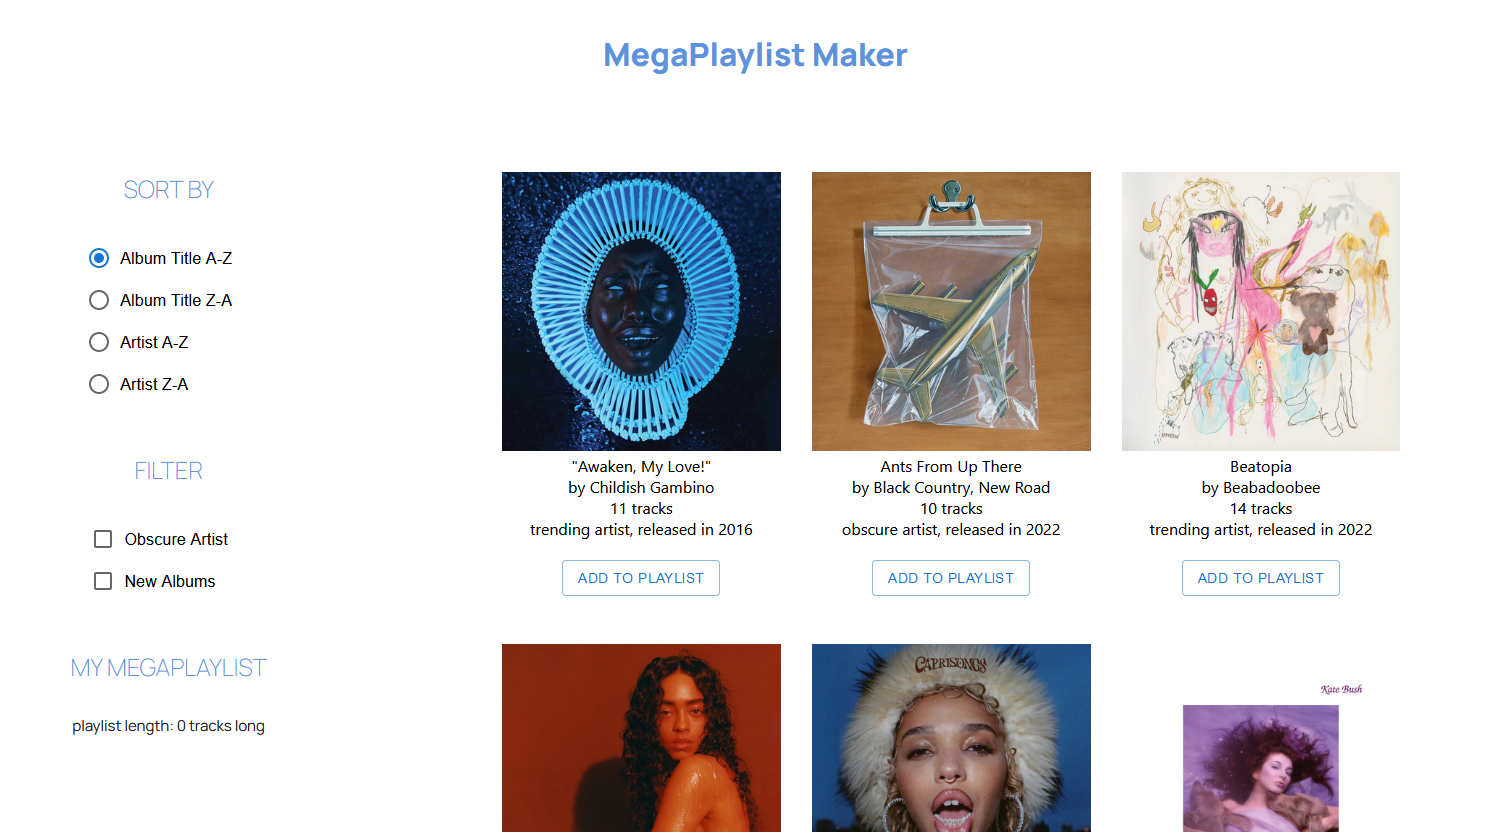 MegaPlaylist Maker
SORT BY
Album Title A-Z
Album Title Z-A
Artist A-Z
Artist Z-A
FILTER
Obscure Artist
New Albums
MY MEGAPLAYLIST
playlist length: 0 tracks long
"Awaken, My Love!"
by Childish Gambino
11 tracks
trending artist, released in 2016
ADD TO PLAYLIST
Ants From Up There
by Black Country, New Road
10 tracks
obscure artist, released in 2022
ADD TO PLAYLIST
Beatopia
by Beabadoobee
14 tracks
trending artist, released in 2022
ADD TO PLAYLIST
CAPRISONGS
Kate Bush